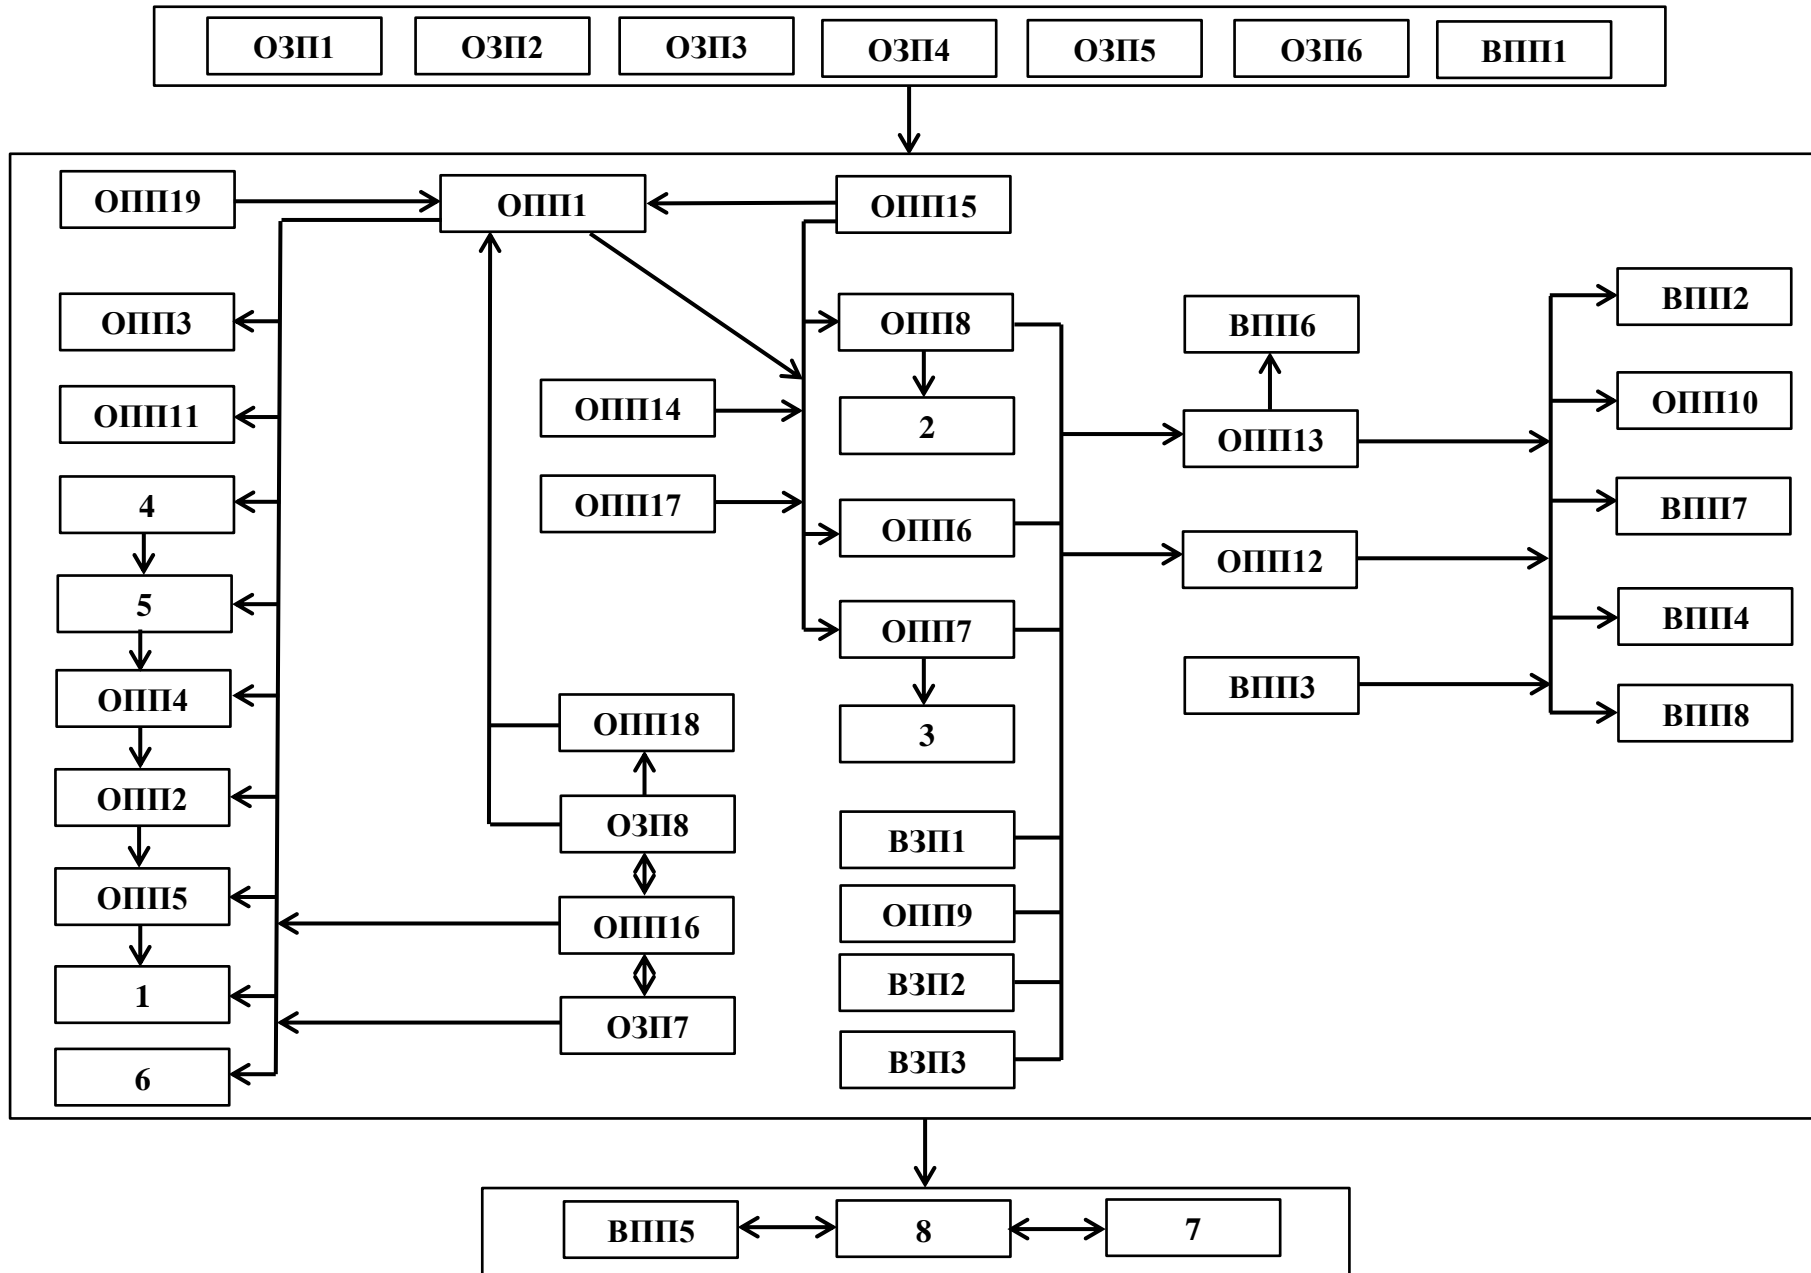 ОЗП1 ОЗП2 ОЗП3 ОЗП4 ОЗП5 ОЗП6 ВПП1
ОПП19 ОПП1 ОПП15
ОПП3 ОПП8 ВПП6 ВПП2
ОПП11 ОПП14 2 ОПП13 ОПП10
4 ОПП17 ОПП6 ВПП7
5 ОПП7 ОПП12 ВПП4
ОПП4 ОПП18 3 ВПП3 ВПП8
ОПП2 ОЗП8 ВЗП1
ОПП5 ОПП16 ОПП9
1 ОЗП7 ВЗП2
6 ВЗП3
ВПП5 8 7